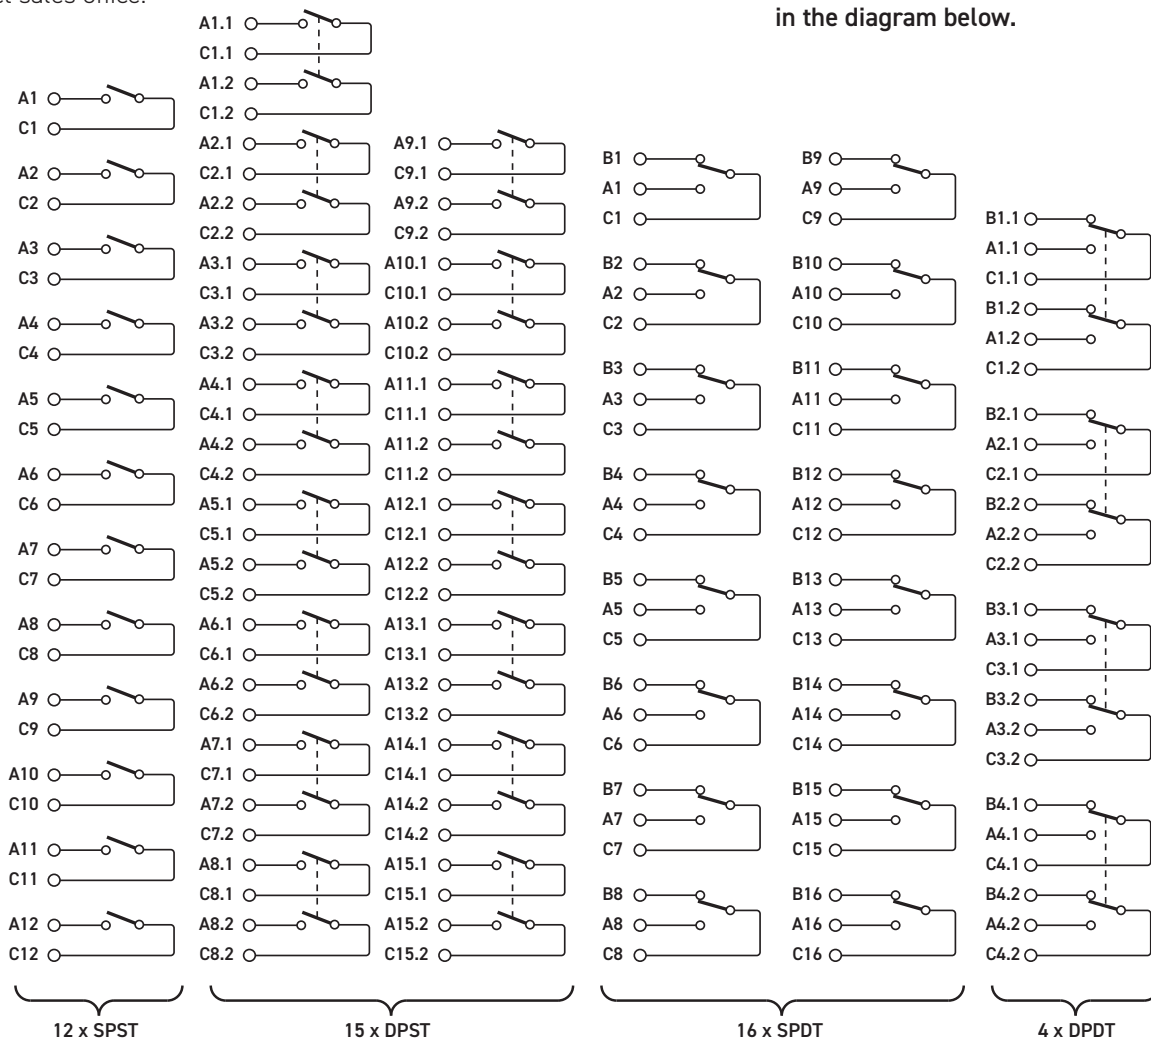 in the diagram below.
A1
C1
A2
C2
A3
C3
A4
C4
A5
C5
A6
C6
A7
C7
A8
C8
A9
C9
A10
C10
A11
C11
A12
C12
12 x SPST
A1.1
C1.1
A1.2
C1.2
A2.1
C2.1
A2.2
C2.2
A3.1
C3.1
A3.2
C3.2
A4.1
C4.1
A4.2
C4.2
A5.1
C5.1
A5.2
C5.2
A6.1
C6.1
A6.2
C6.2
A7.1
C7.1
A7.2
C7.2
A8.1
C8.1
A8.2
C8.2
A9.1
C9.1
A9.2
C9.2
A10.1
C10.1
A10.2
C10.2
A11.1
C11.1
A11.2
C11.2
A12.1
C12.1
A12.2
C12.2
A13.1
C13.1
A13.2
C13.2
A14.1
C14.1
A14.2
C14.2
A15.1
C15.1
A15.2
C15.2
15 x DPST
B1
A1
C1
B2
A2
C2
B3
A3
C3
B4
A4
C4
B5
A5
C5
B6
A6
C6
B7
A7
C7
B8
A8
C8
B9
A9
C9
B10
A10
C10
B11
A11
C11
B12
A12
C12
B13
A13
C13
B14
A14
C14
B15
A15
C15
B16
A16
C16
16 x SPDT
B1.1
A1.1
C1.1
B1.2
A1.2
C1.2
B2.1
A2.1
C2.1
B2.2
A2.2
C2.2
B3.1
A3.1
C3.1
B3.2
A3.2
C3.2
B4.1
A4.1
C4.1
B4.2
A4.2
C4.2
4 x DPDT